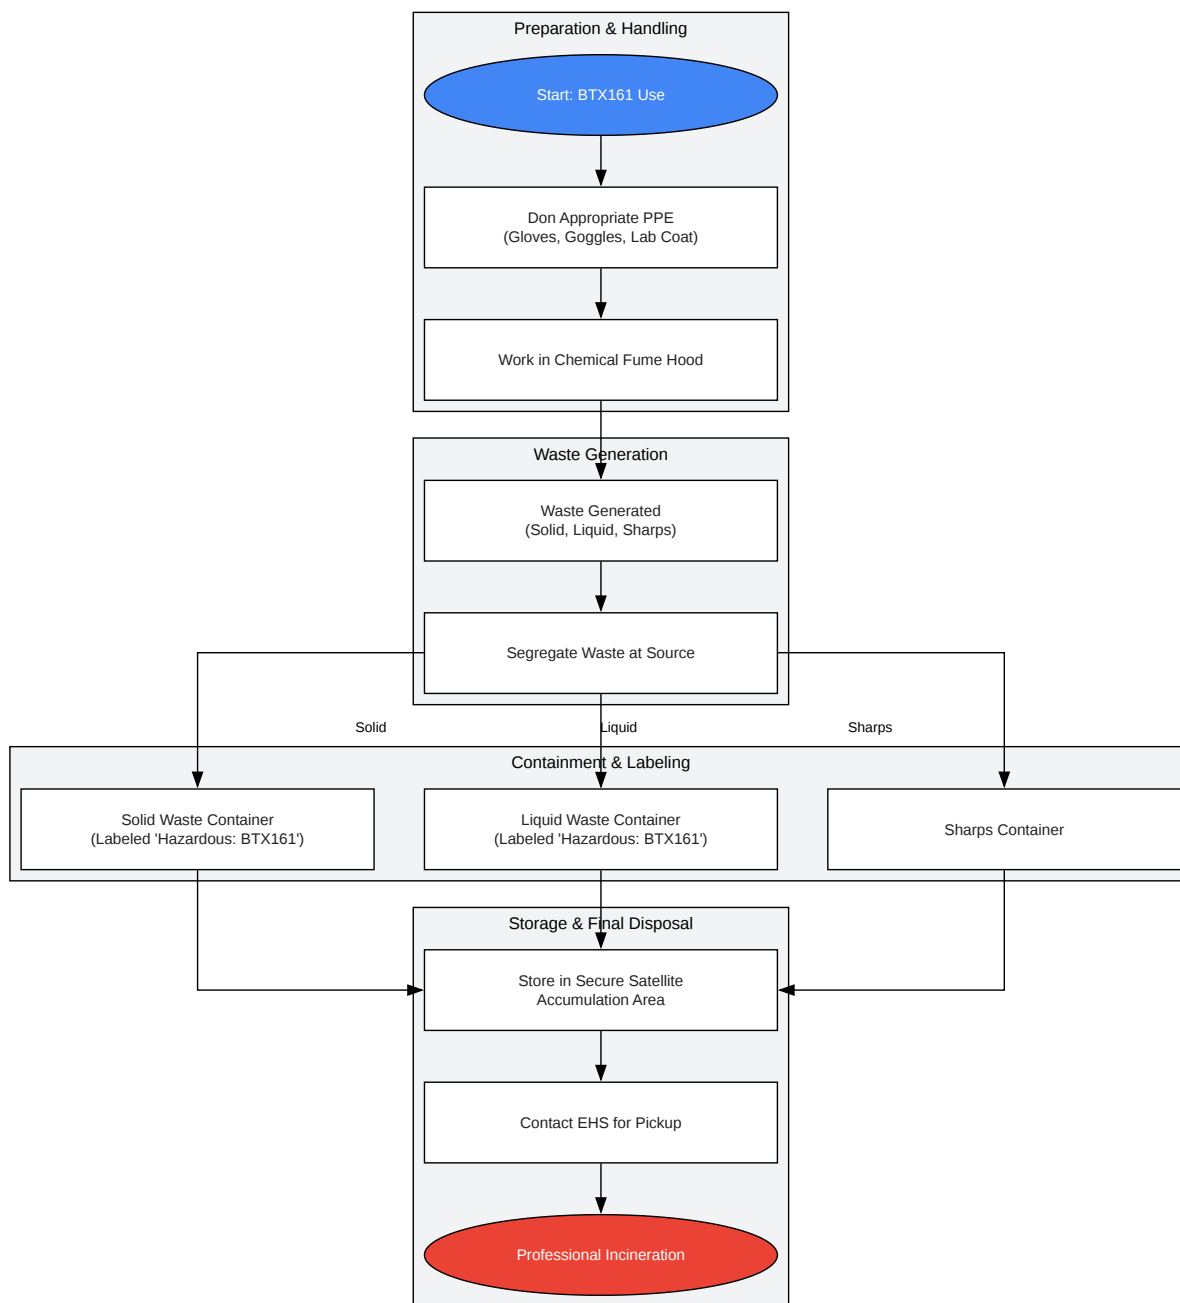 Preparation & Handling
Start: BTX161 Use
Don Appropriate PPE
(Gloves, Goggles, Lab Coat)
Work in Chemical Fume Hood
Waste Generation
Waste Generated
(Solid, Liquid, Sharps)
Segregate Waste at Source
Solid
Liquid
Sharps
Containment & Labeling
Solid Waste Container
(Labeled 'Hazardous: BTX161')
Liquid Waste Container
(Labeled 'Hazardous: BTX161')
Sharps Container
Storage & Final Disposal
Store in Secure Satellite
Accumulation Area
Contact EHS for Pickup
Professional Incineration